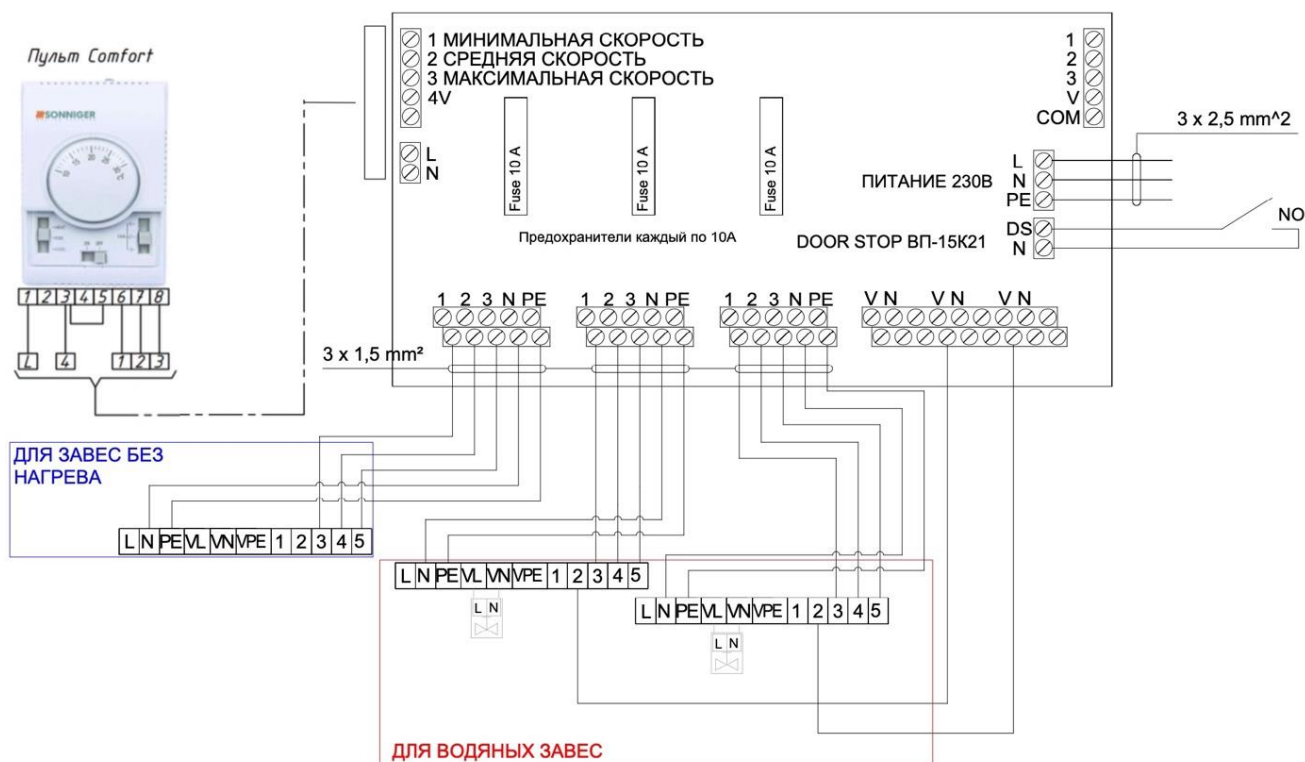 Пульт Comfort
SONNIGER
10 15 20 25 30°C
1 2 3 4 5 6 7 8
L 4 1 2 3
1 МИНИМАЛЬНАЯ СКОРОСТЬ
2 СРЕДНЯЯ СКОРОСТЬ
3 МАКСИМАЛЬНАЯ СКОРОСТЬ
4V
L
N
Fuse 10 A
Fuse 10 A
Fuse 10 A
Предохранители каждый по 10А
1
2
3
V
COM
3 x 2,5 mm^2
ПИТАНИЕ 230В
L
N
PE
DOOR STOP ВП-15К21
DS
N
NO
1 2 3 N PE
1 2 3 N PE
1 2 3 N PE
V N V N V N
3 x 1,5 mm²
ДЛЯ ЗАВЕС БЕЗ
НАГРЕВА
L N PE VL VN VPE 1 2 3 4 5
L N PE VL VN VPE 1 2 3 4 5
L N
L N PE VL VN VPE 1 2 3 4 5
L N
ДЛЯ ВОДЯНЫХ ЗАВЕС